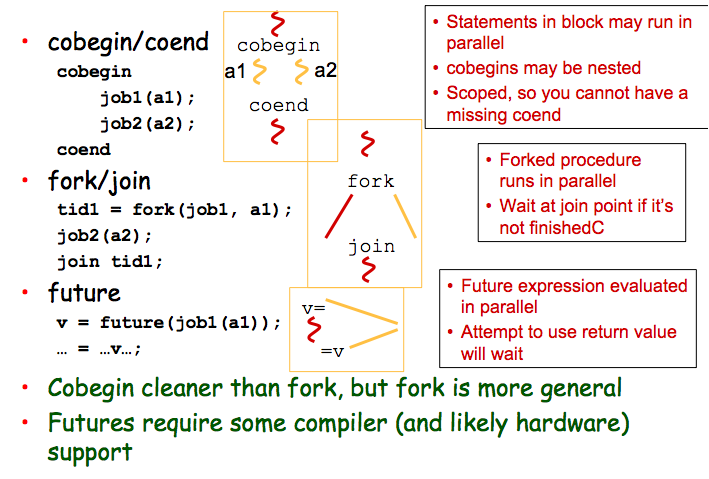 • cobegin/coend
cobegin
job1(a1);
job2(a2);
coend
cobegin
a1 a2
coend
• Statements in block may run in
parallel
• cobegins may be nested
• Scoped, so you cannot have a
missing coend
• fork/join
tid1 = fork(job1, a1);
job2(a2);
join tid1;
fork
join
• Forked procedure
runs in parallel
• Wait at join point if it's
not finishedC
• future
v = future(job1(a1));
… = …v…;
v=
=v
• Future expression evaluated
in parallel
• Attempt to use return value
will wait
• Cobegin cleaner than fork, but fork is more general
• Futures require some compiler (and likely hardware)
support